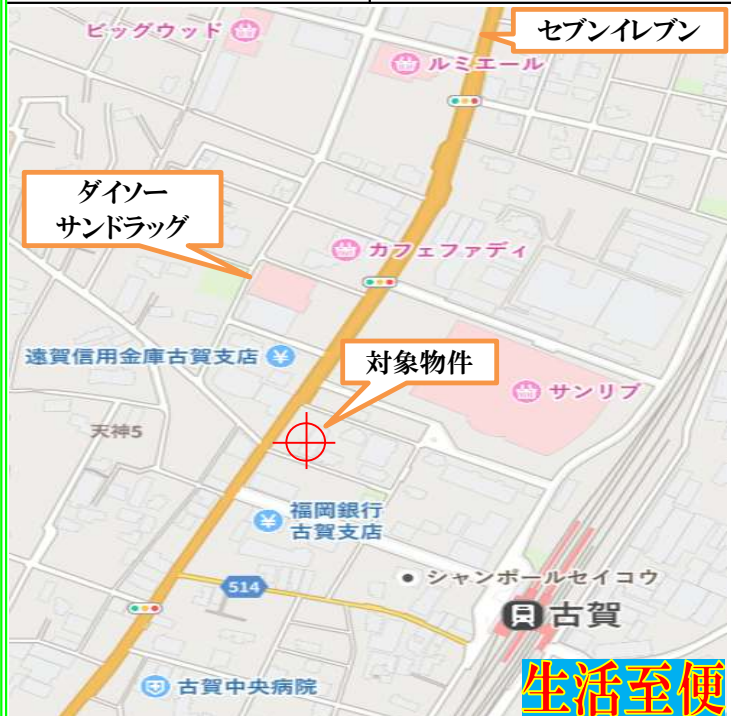 セブンイレブン
ビッグウッド
ルミエール
ダイソー
サンドラッグ
カフェファディ
遠賀信用金庫古賀支店
対象物件
サンリブ
天神5
福岡銀行
古賀支店
シャンボールセイコウ
514
古賀
古賀中央病院
生活至便